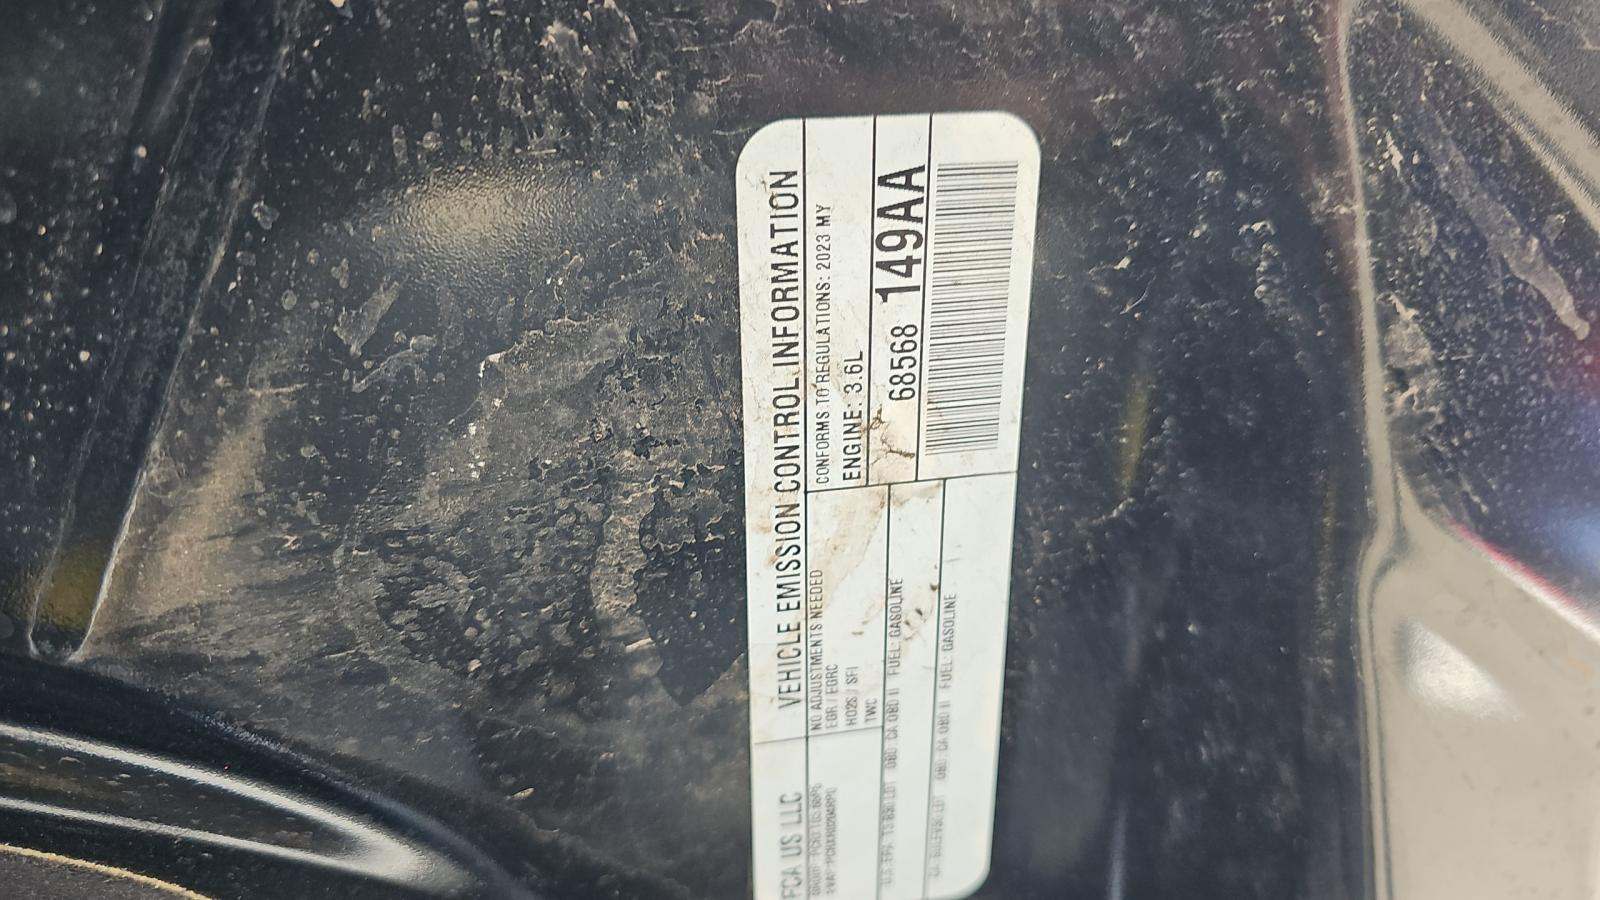 FCA US LLC VEHICLE EMISSION CONTROL INFORMATION
NO ADJUSTMENTS NEEDED
EGR / EGRC
HO2S / SFI
TWC
CONFORMS TO REGULATIONS: 2023 MY
ENGINE: 3.6L
68568 149AA
OBD: CA OBD II FUEL: GASOLINE
OBD: CA OBD II FUEL: GASOLINE